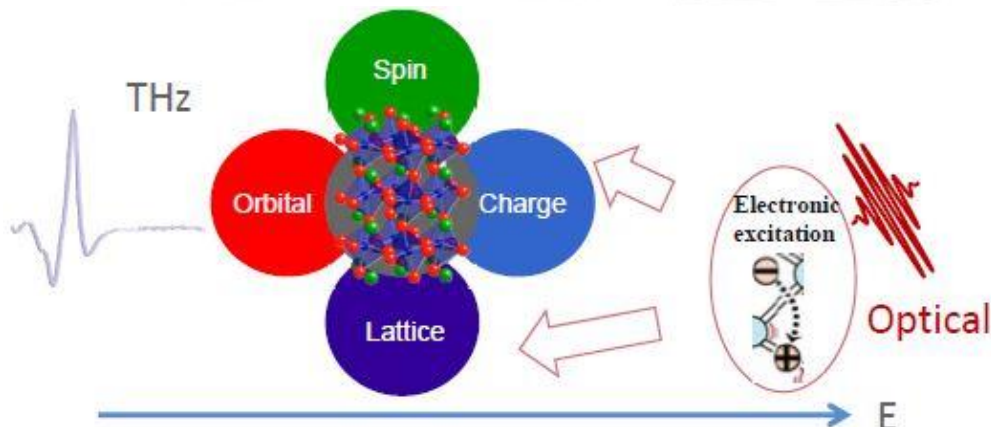 Spin
THz
Orbital
Charge
Electronic
excitation
Lattice
Optical
E